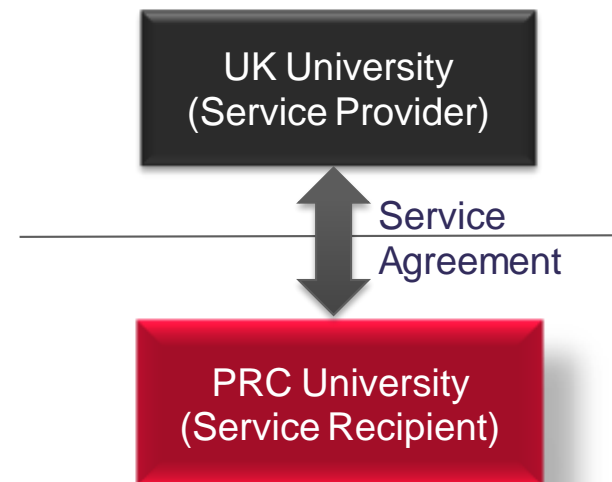 UK University
(Service Provider)
Service
Agreement
PRC University
(Service Recipient)